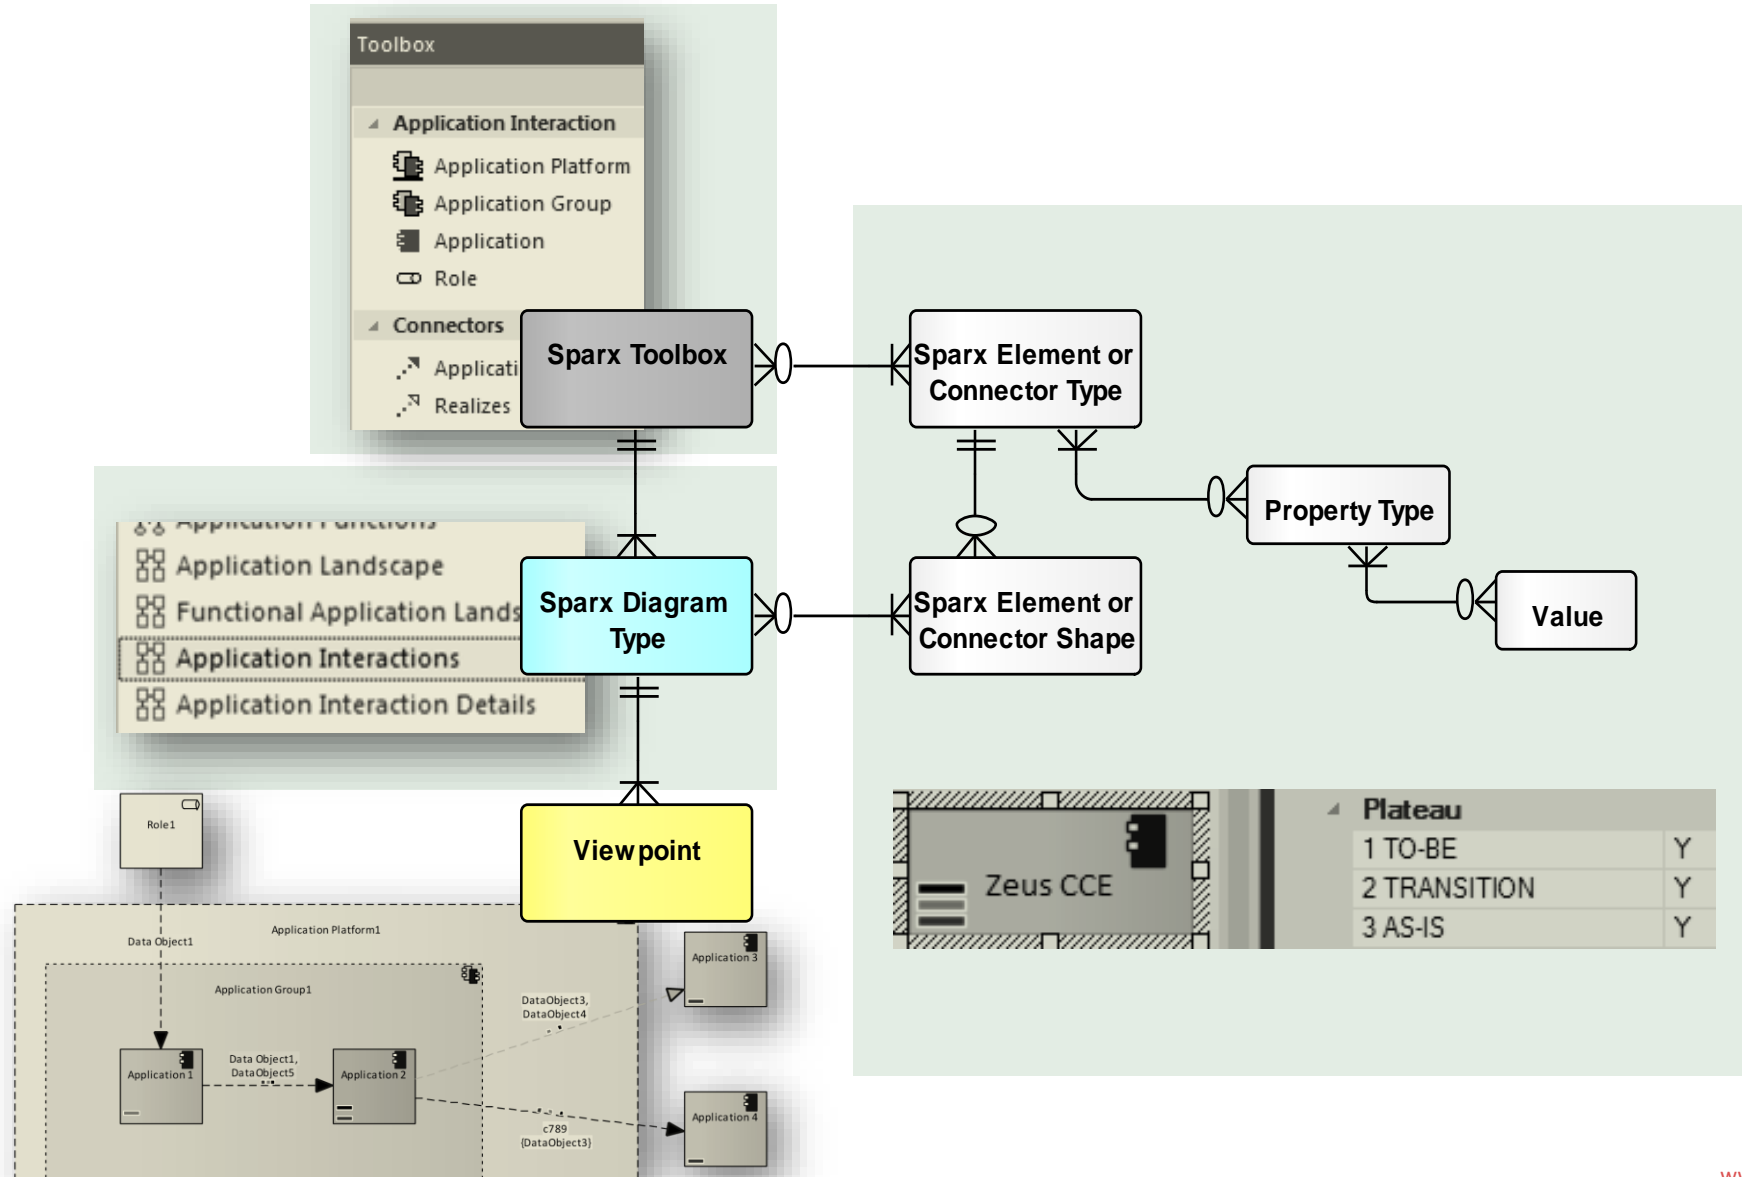 Toolbox
Application Interaction
Application Platform
Application Group
Application
Role
Connectors
Applicati
Realizes
Sparx Toolbox
Sparx Element or
Connector Type
Property Type
Value
Application Functions
Application Landscape
Functional Application Lands
Application Interactions
Application Interaction Details
Sparx Diagram
Type
Sparx Element or
Connector Shape
Viewpoint
Role1
Data Object1
Application Platform1
Application Group1
Application 1
Data Object1,
DataObject5
Application 2
DataObject3,
DataObject4
Application 3
c789
{DataObject3}
Application 4
Zeus CCE
Plateau
1 TO-BE Y
2 TRANSITION Y
3 AS-IS Y